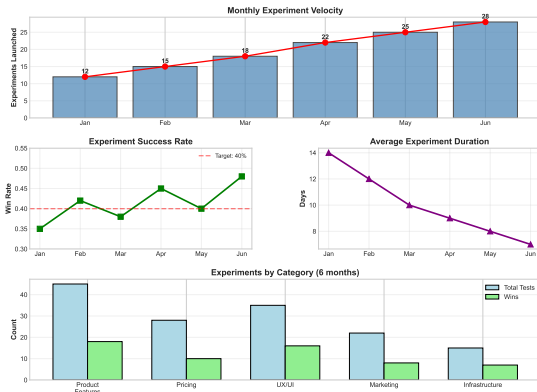 Monthly Experiment Velocity
Experiments Launched
25
20
15
10
5
0
12
15
18
22
25
28
Jan Feb Mar Apr May Jun
Experiment Success Rate
Win Rate
0.55
0.50
0.45
0.40
0.35
0.30
Target: 40%
Jan Feb Mar Apr May Jun
Average Experiment Duration
Days
14
12
10
8
Jan Feb Mar Apr May Jun
Experiments by Category (6 months)
Count
40
30
20
10
0
Total Tests
Wins
Product Pricing UX/UI Marketing Infrastructure
Features